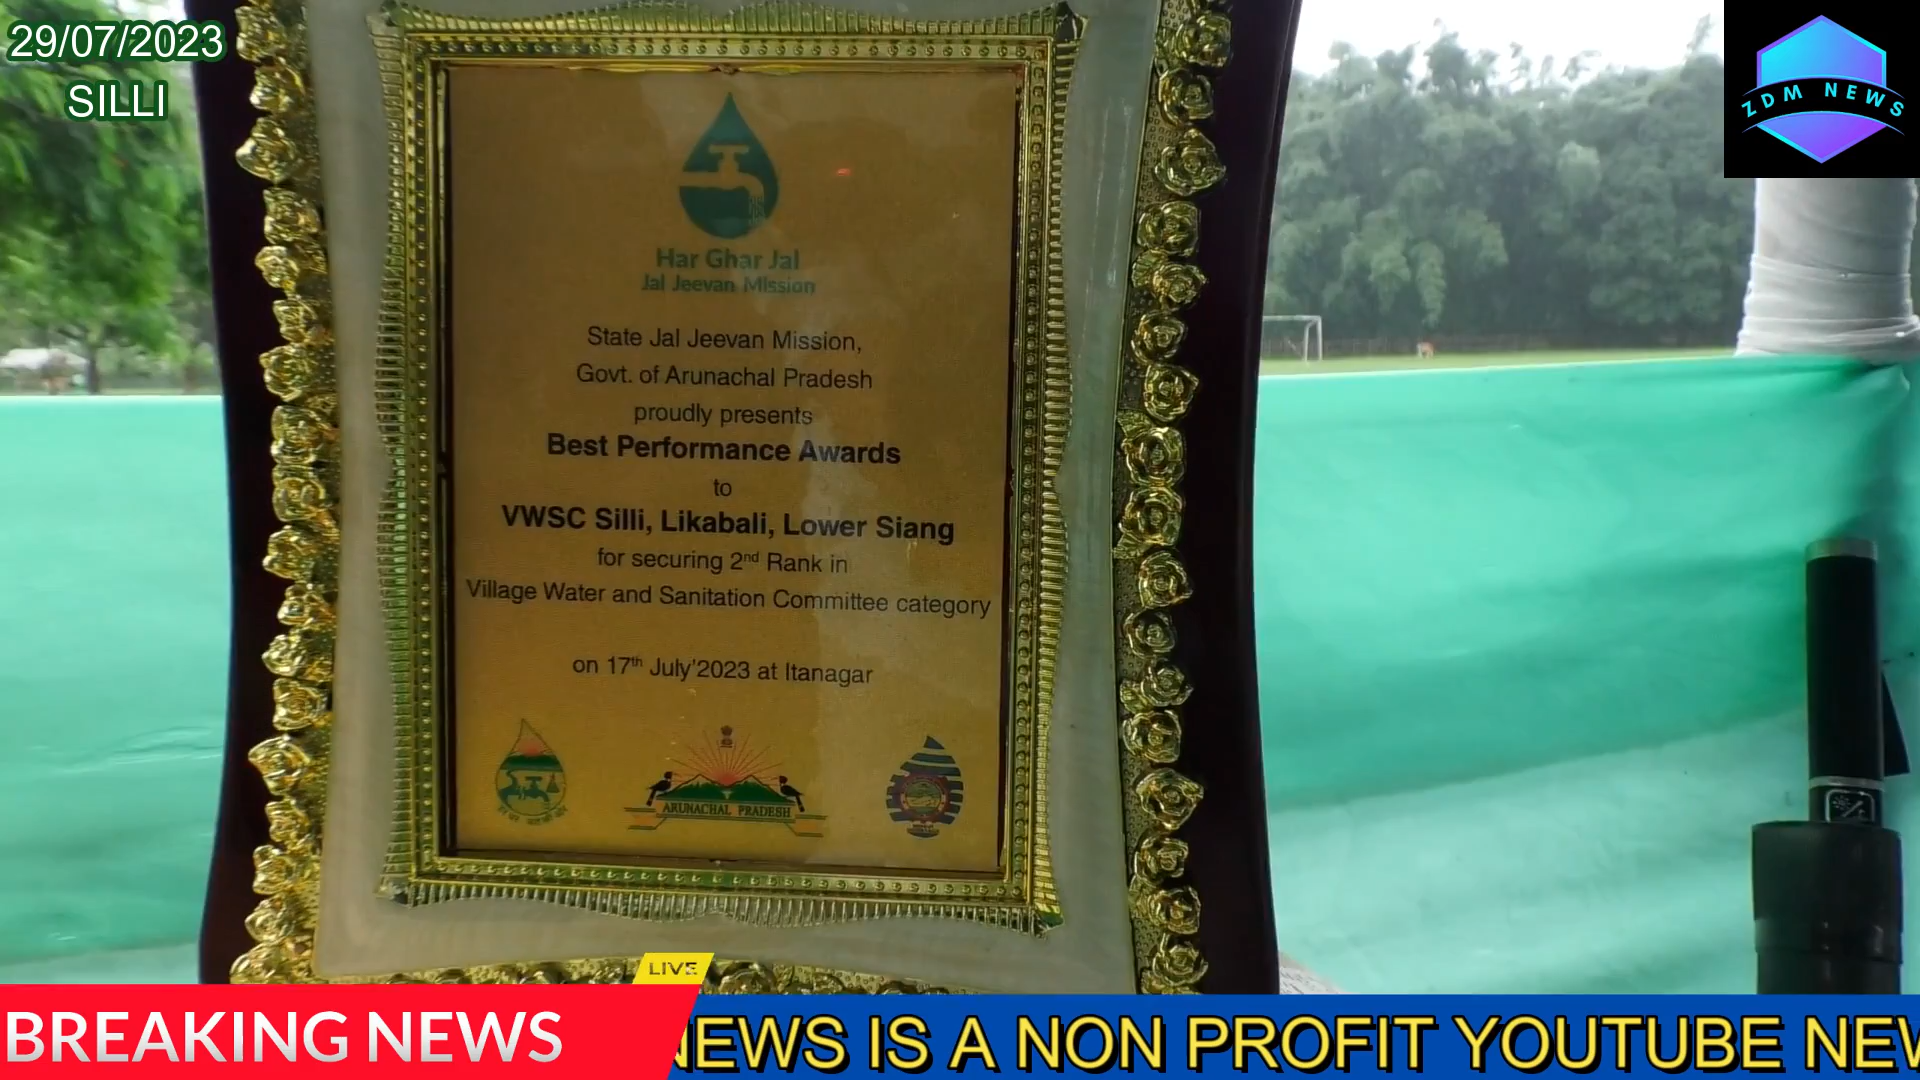 29/07/2023
SILLI
ZDM NEWS
Har Ghar Jal
Jal Jeevan Mission
State Jal Jeevan Mission,
Govt. of Arunachal Pradesh
proudly presents
Best Performance Awards
to
VWSC Silli, Likabali, Lower Siang
for securing 2nd Rank in
Village Water and Sanitation Committee category
on 17th July'2023 at Itanagar
ARUNACHAL PRADESH
LIVE
BREAKING NEWS
NEWS IS A NON PROFIT YOUTUBE NEW